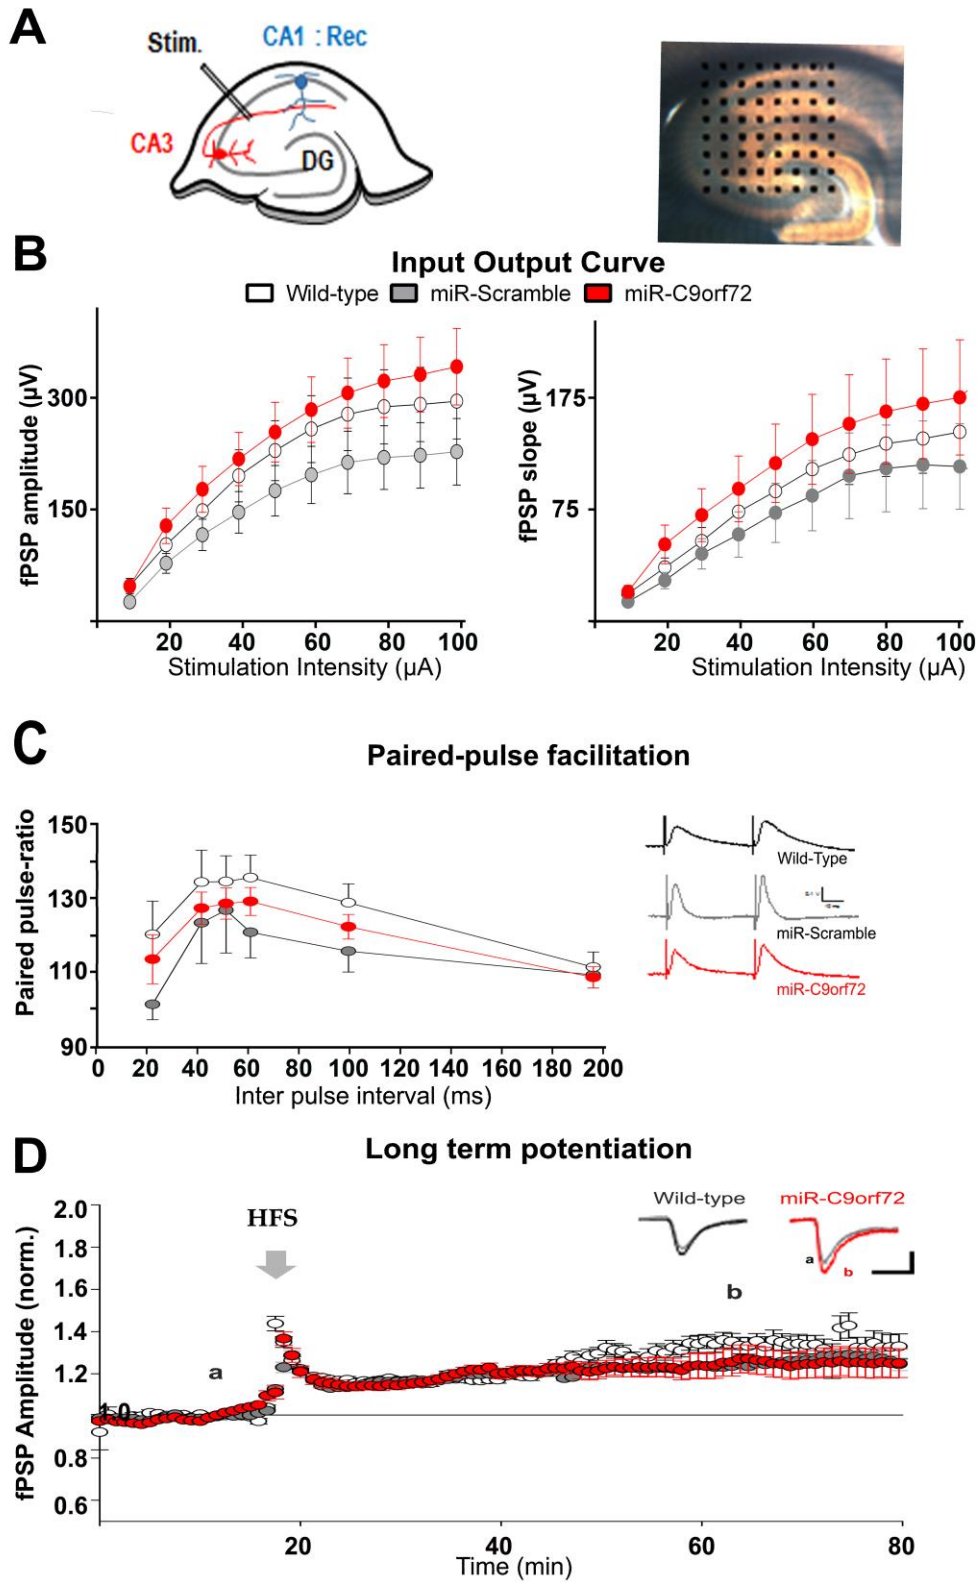 A
Stim.
CA1 : Rec
CA3
DG
B
Input Output Curve
Wild-type miR-Scramble miR-C9orf72
fPSP amplitude (µV)
300
150
20 40 60 80 100
Stimulation Intensity (µA)
fPSP slope (µV)
175
75
20 40 60 80 100
Stimulation Intensity (µA)
C
Paired-pulse facilitation
Paired pulse-ratio
150
130
110
90
0 20 40 60 80 100 120 140 160 180 200
Inter pulse interval (ms)
Wild-Type
miR-Scramble
miR-C9orf72
D
Long term potentiation
fPSP Amplitude (norm.)
2.0
1.8
1.6
1.4
1.2
1.0
0.8
0.6
HFS
a
b
Wild-type
miR-C9orf72
a
b
20 40 60 80
Time (min)